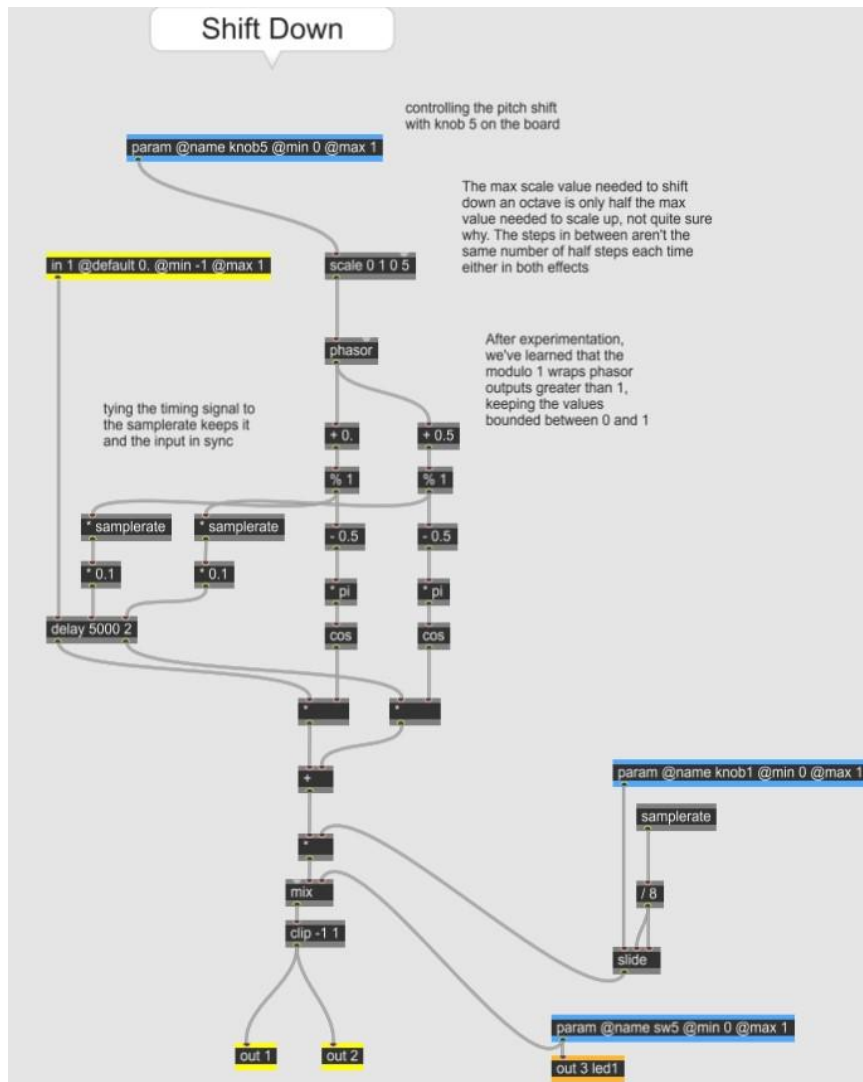 Shift Down
controlling the pitch shift
with knob 5 on the board
param @name knob5 @min 0 @max 1
The max scale value needed to shift
down an octave is only half the max
value needed to scale up, not quite sure
why. The steps in between aren't the
same number of half steps each time
either in both effects
in 1 @default 0. @min -1 @max 1
scale 0 1 0 5
After experimentation,
we've learned that the
modulo 1 wraps phasor
outputs greater than 1,
keeping the values
bounded between 0 and 1
phasor
tying the timing signal to
the samplerate keeps it
and the input in sync
+ 0.
+ 0.5
% 1
% 1
* samplerate
* samplerate
- 0.5
- 0.5
* 0.1
* 0.1
* pi
* pi
delay 5000 2
cos
cos
*
*
+
param @name knob1 @min 0 @max 1
samplerate
*
mix
/ 8
clip -1 1
slide
param @name sw5 @min 0 @max 1
out 1
out 2
out 3 led1